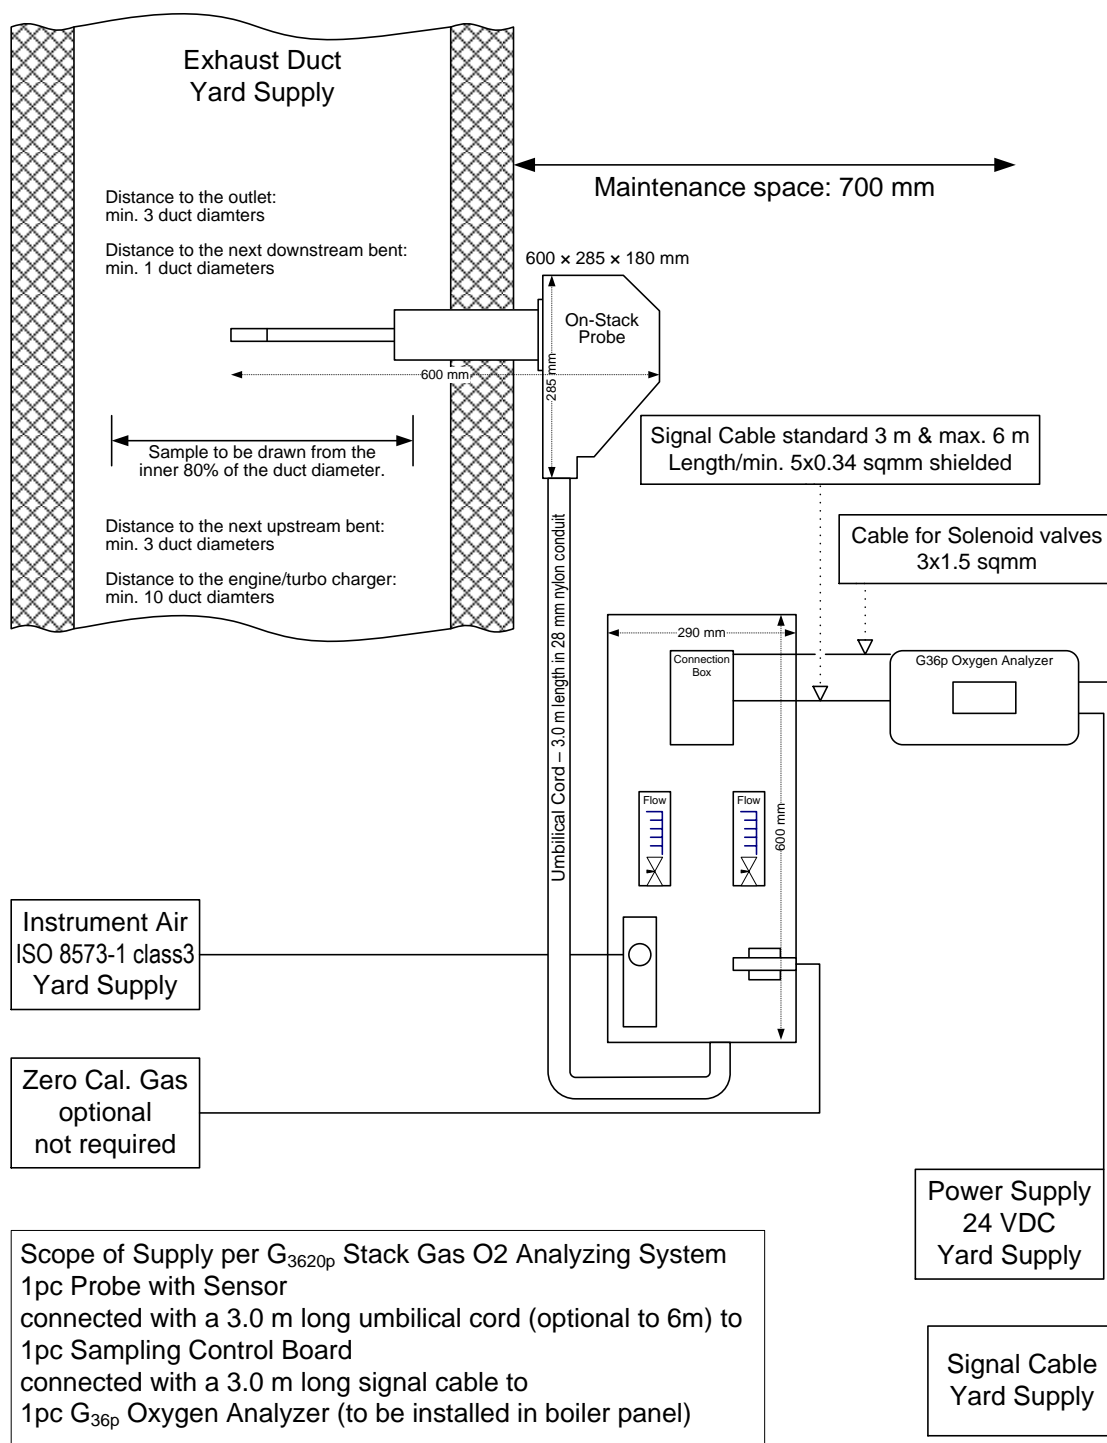 Exhaust Duct
Yard Supply
Maintenance space: 700 mm
Distance to the outlet:
min. 3 duct diamters
Distance to the next downstream bent:
min. 1 duct diameters
600 × 285 × 180 mm
On-Stack
Probe
285 mm
600 mm
Sample to be drawn from the
inner 80% of the duct diameter.
Signal Cable standard 3 m & max. 6 m
Length/min. 5x0.34 sqmm shielded
Distance to the next upstream bent:
min. 3 duct diameters
Distance to the engine/turbo charger:
min. 10 duct diamters
Cable for Solenoid valves
3x1.5 sqmm
Umbilical Cord – 3.0 m length in 28 mm nylon conduit
290 mm
Connection
Box
G36p Oxygen Analyzer
Flow
Flow
600 mm
Instrument Air
ISO 8573-1 class3
Yard Supply
Zero Cal. Gas
optional
not required
Power Supply
24 VDC
Yard Supply
Scope of Supply per G3620p Stack Gas O2 Analyzing System
1pc Probe with Sensor
connected with a 3.0 m long umbilical cord (optional to 6m) to
1pc Sampling Control Board
connected with a 3.0 m long signal cable to
1pc G36p Oxygen Analyzer (to be installed in boiler panel)
Signal Cable
Yard Supply